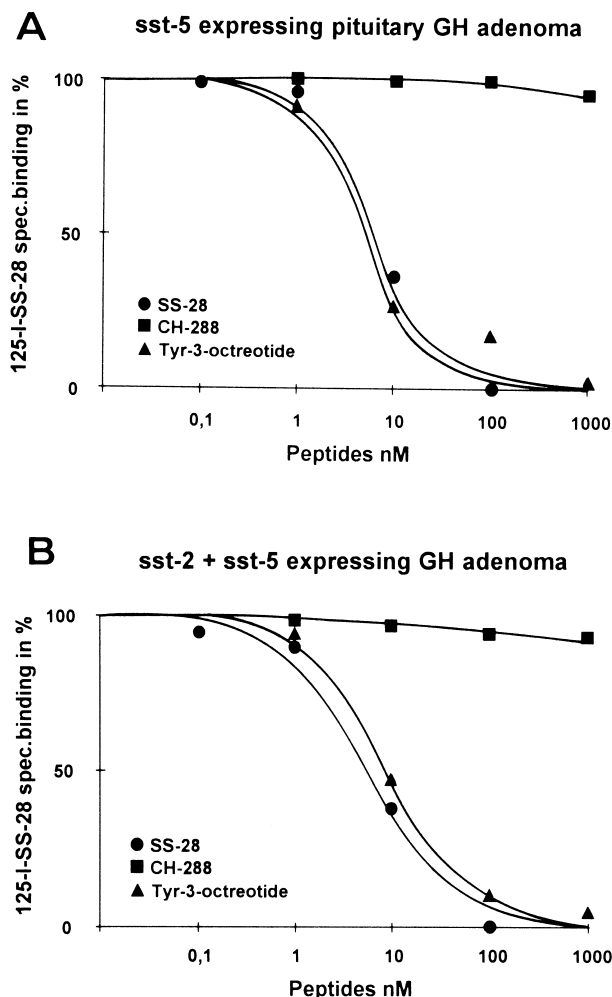 A
sst-5 expressing pituitary GH adenoma
125-I-SS-28 spec.binding in %
100
50
0
● SS-28
■ CH-288
▲ Tyr-3-octreotide
0,1 1 10 100 1000
Peptides nM
B
sst-2 + sst-5 expressing GH adenoma
125-I-SS-28 spec.binding in %
100
50
0
● SS-28
■ CH-288
▲ Tyr-3-octreotide
0,1 1 10 100 1000
Peptides nM